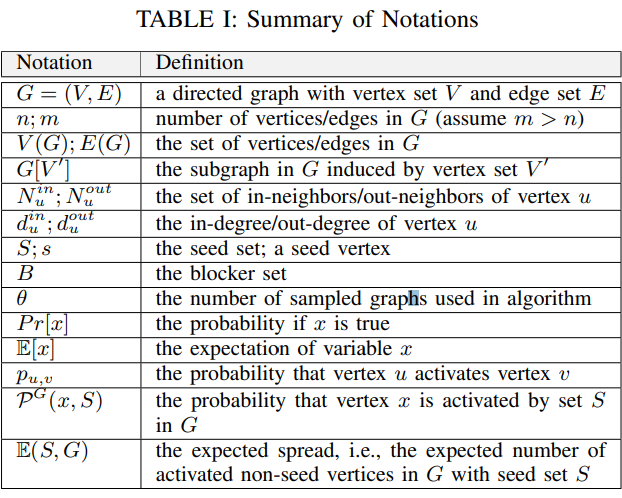 TABLE I: Summary of Notations
Notation Definition
G = (V, E) a directed graph with vertex set V and edge set E
n; m number of vertices/edges in G (assume m > n)
V(G); E(G) the set of vertices/edges in G
G[V′] the subgraph in G induced by vertex set V′
N_u^{in}; N_u^{out} the set of in-neighbors/out-neighbors of vertex u
d_u^{in}; d_u^{out} the in-degree/out-degree of vertex u
S; s the seed set; a seed vertex
B the blocker set
θ the number of sampled graphs used in algorithm
Pr[x] the probability if x is true
𝔼[x] the expectation of variable x
p_{u,v} the probability that vertex u activates vertex v
𝒫^G(x, S) the probability that vertex x is activated by set S
in G
𝔼(S, G) the expected spread, i.e., the expected number of
activated non-seed vertices in G with seed set S